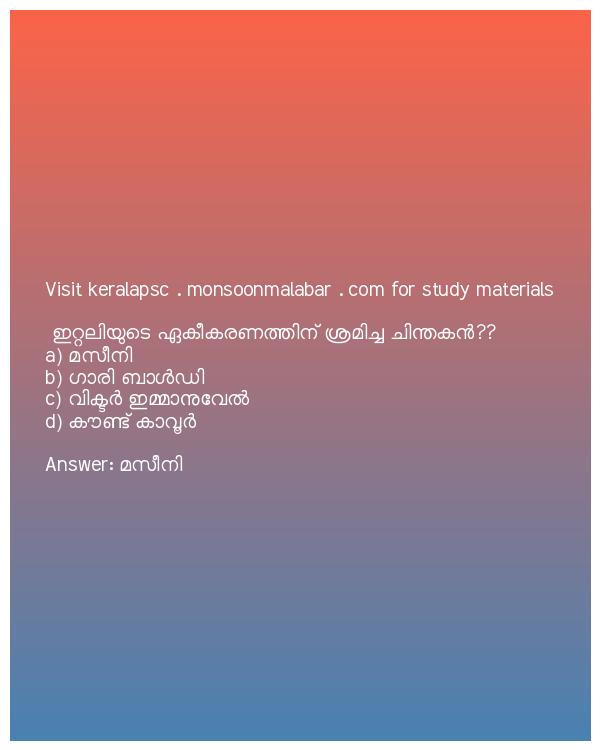 Visit keralapsc . monsoonmalabar . com for study materials
ഇറ്റലിയുടെ ഏകീകരണത്തിന് ശ്രമിച്ച ചിന്തകൻ??
a) മസീനി
b) ഗാരി ബാൾഡി
c) വിക്ടർ ഇമ്മാനുവേൽ
d) കൗണ്ട് കാവൂർ
Answer: മസീനി